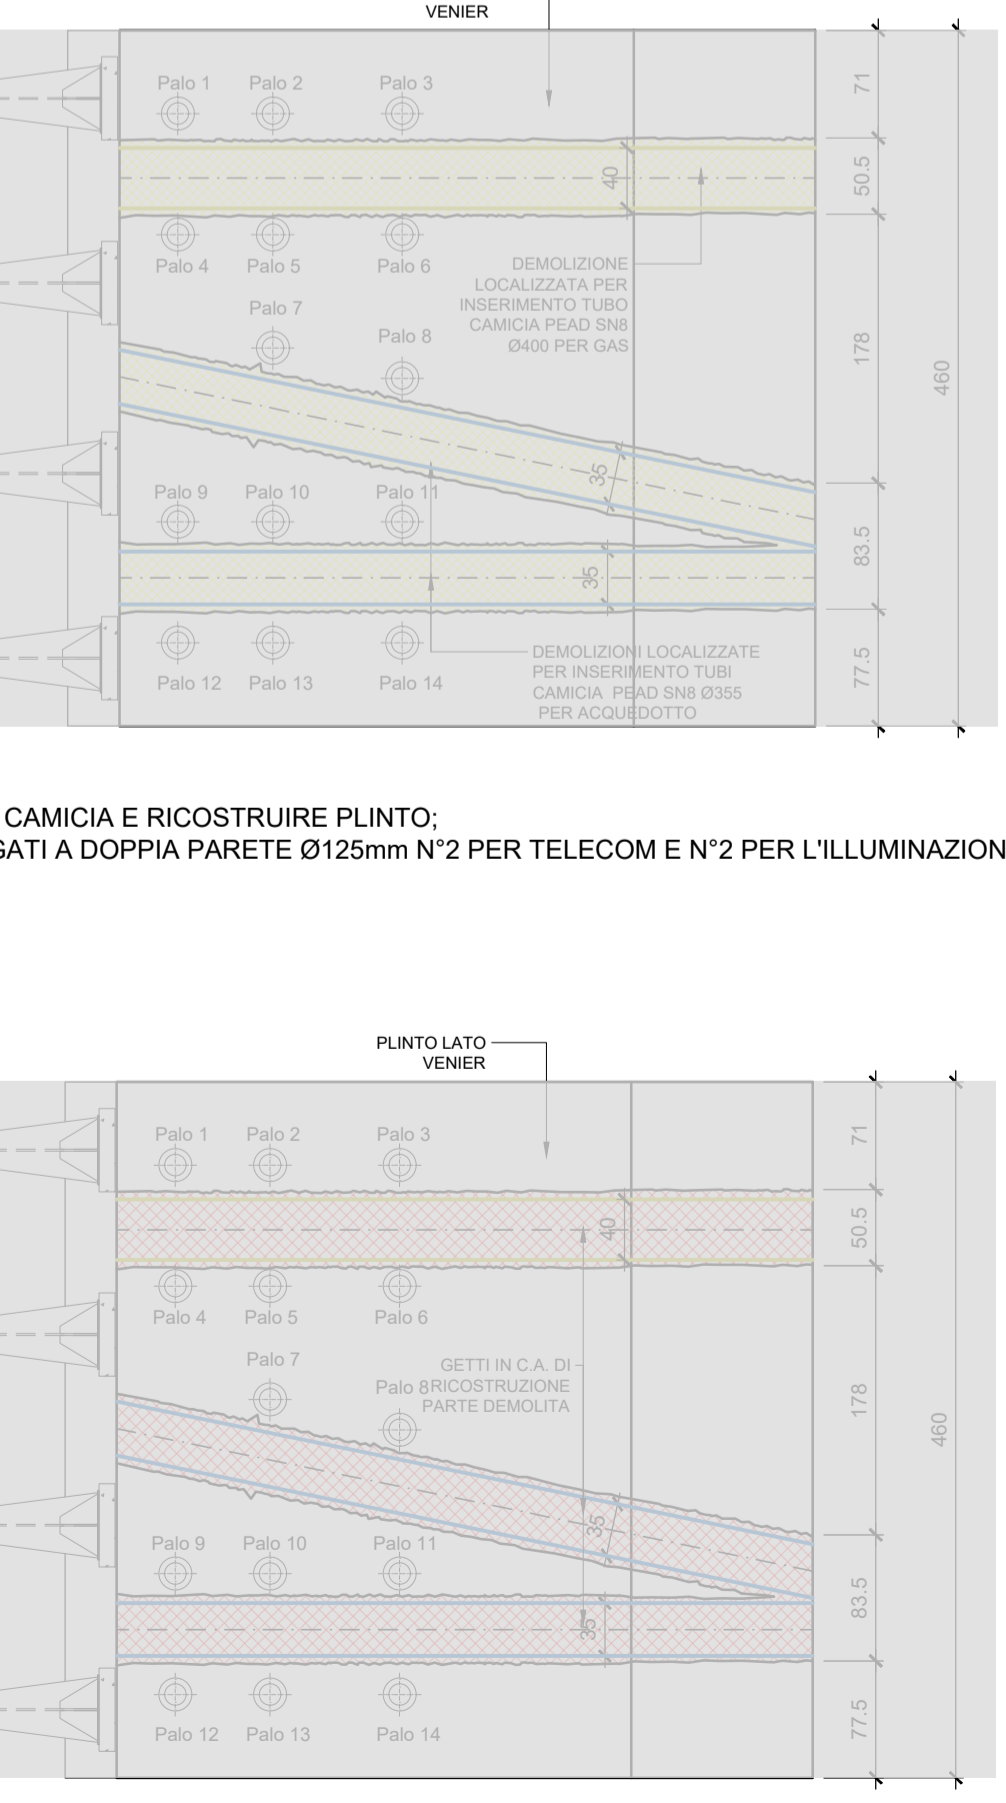 VENIER
Palo 1
Palo 2
Palo 3
71
40
50.5
Palo 4
Palo 5
Palo 6
DEMOLIZIONE
LOCALIZZATA PER
INSERIMENTO TUBO
CAMICIA PEAD SN8
Ø400 PER GAS
Palo 7
Palo 8
178
460
35
Palo 9
Palo 10
Palo 11
83.5
35
DEMOLIZIONI LOCALIZZATE
PER INSERIMENTO TUBI
CAMICIA PEAD SN8 Ø355
PER ACQUEDOTTO
77.5
Palo 12
Palo 13
Palo 14
CAMICIA E RICOSTRUIRE PLINTO;
GATI A DOPPIA PARETE Ø125mm N°2 PER TELECOM E N°2 PER L'ILLUMINAZION
PLINTO LATO
VENIER
Palo 1
Palo 2
Palo 3
71
40
50.5
Palo 4
Palo 5
Palo 6
Palo 7
Palo 8
GETTI IN C.A. DI
RICOSTRUZIONE
PARTE DEMOLITA
178
460
35
Palo 9
Palo 10
Palo 11
83.5
35
77.5
Palo 12
Palo 13
Palo 14